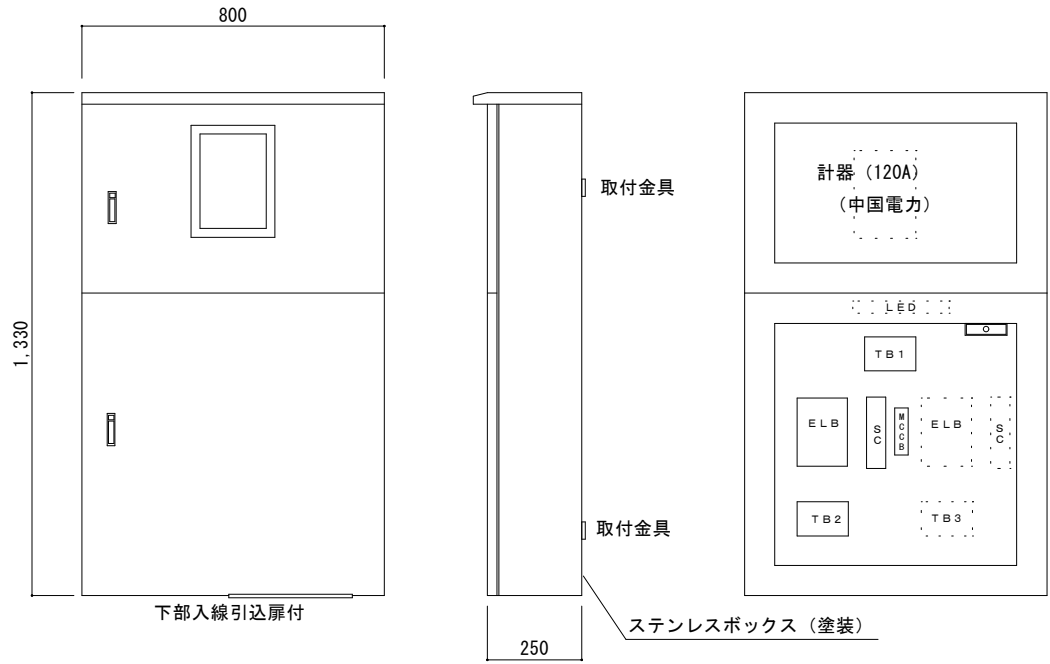 800
1,330
下部入線引込扉付
取付金具
取付金具
ステンレスボックス（塗装）
250
計器（120A）
（中国電力）
LED
TB1
ELB
SC
MCCB
ELB
SC
TB2
TB3